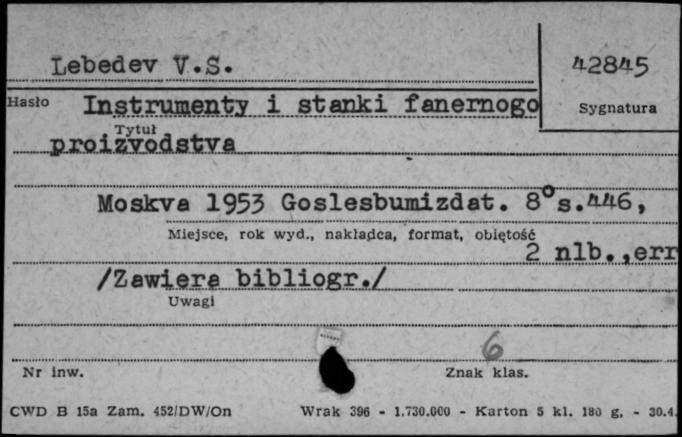 Lebedev V.S.
42845
Hasło
Instrumenty i stanki fanernogo
Sygnatura
Tytuł
proizvodstva
Moskva 1953 Goslesbumizdat. 8° s.446,
Miejsce, rok wyd., nakładca, format, objętość
2 nlb.,err
/Zawiera bibliogr./
Uwagi
6
Nr inw.
Znak klas.
CWD B 15a Zam. 452/DW/On Wrak 396 - 1.730.000 - Karton 5 kl. 180 g. - 30.4